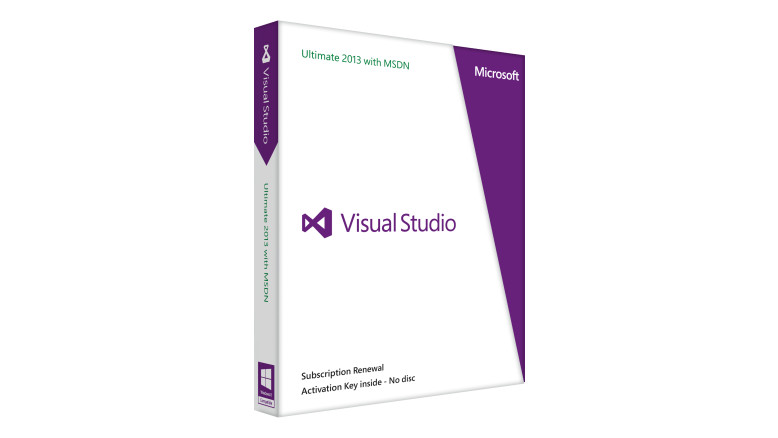 Visual Studio
Ultimate 2013 with MSDN
Ultimate 2013 with MSDN
Microsoft
Visual Studio
Subscription Renewal
Activation Key inside - No disc